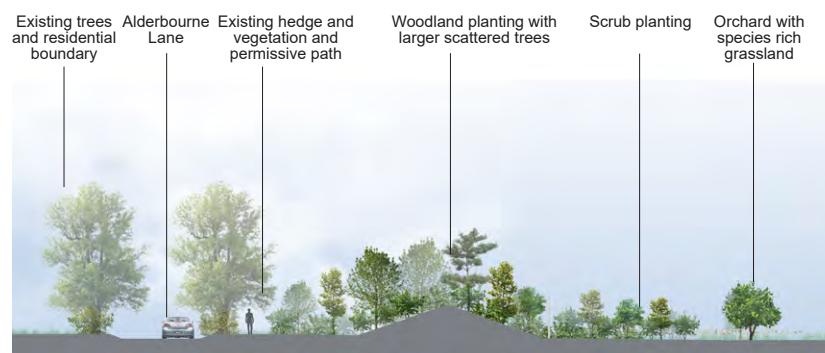 Existing trees
and residential
boundary
Alderbourne
Lane
Existing hedge and
vegetation and
permissive path
Woodland planting with
larger scattered trees
Scrub planting
Orchard with
species rich
grassland